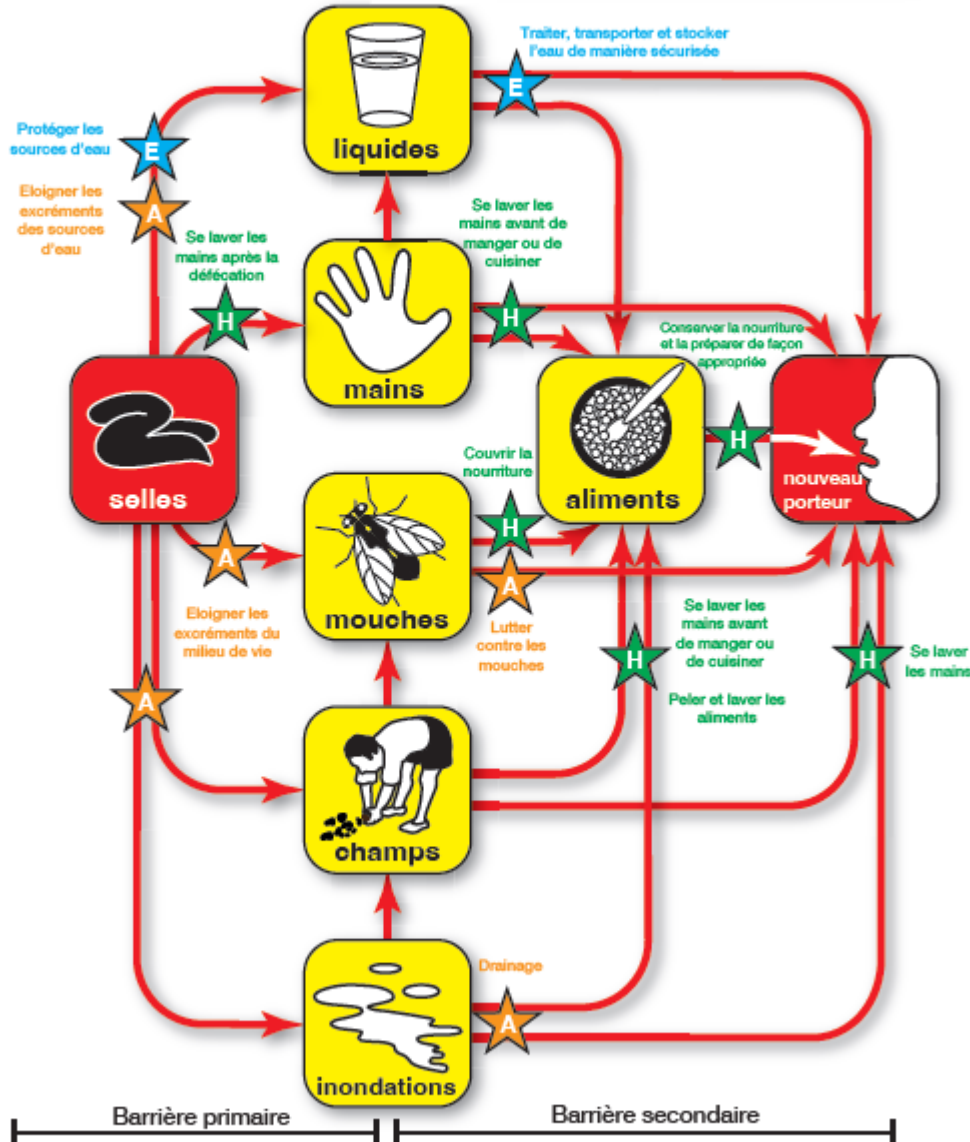 Traiter, transporter et stocker
l'eau de manière sécurisée
E
liquides
Protéger les
sources d'eau
E
Eloigner les
excréments
des sources
d'eau
A
Se laver les
mains après la
défécation
H
Se laver les
mains avant de
manger ou de
cuisiner
H
mains
Conserver la nourriture
et la préparer de façon
appropriée
H
selles
aliments
nouveau
porteur
Couvrir la
nourriture
H
A
mouches
Eloigner les
excréments du
milieu de vie
A
Lutter
contre les
mouches
A
Se laver les
mains avant
de manger ou
de cuisiner
H
Peler et laver les
aliments
H
Se laver
les mains
champs
Drainage
A
inondations
Barrière primaire
Barrière secondaire